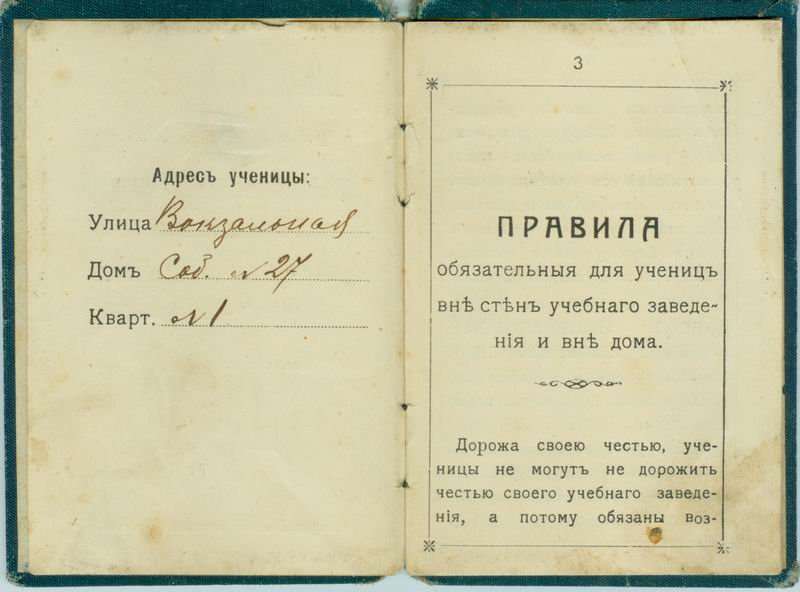 Адресъ ученицы:
Улица Вокзальная
Домъ Соб. №27
Кварт. №1
3
ПРАВИЛА
обязательныя для ученицъ
внѣ стѣнъ учебнаго заведе-
нія и внѣ дома.
Дорожа своею честью, уче-
ницы не могутъ не дорожить
честью своего учебнаго заведе-
нія, а потому обязаны воз-